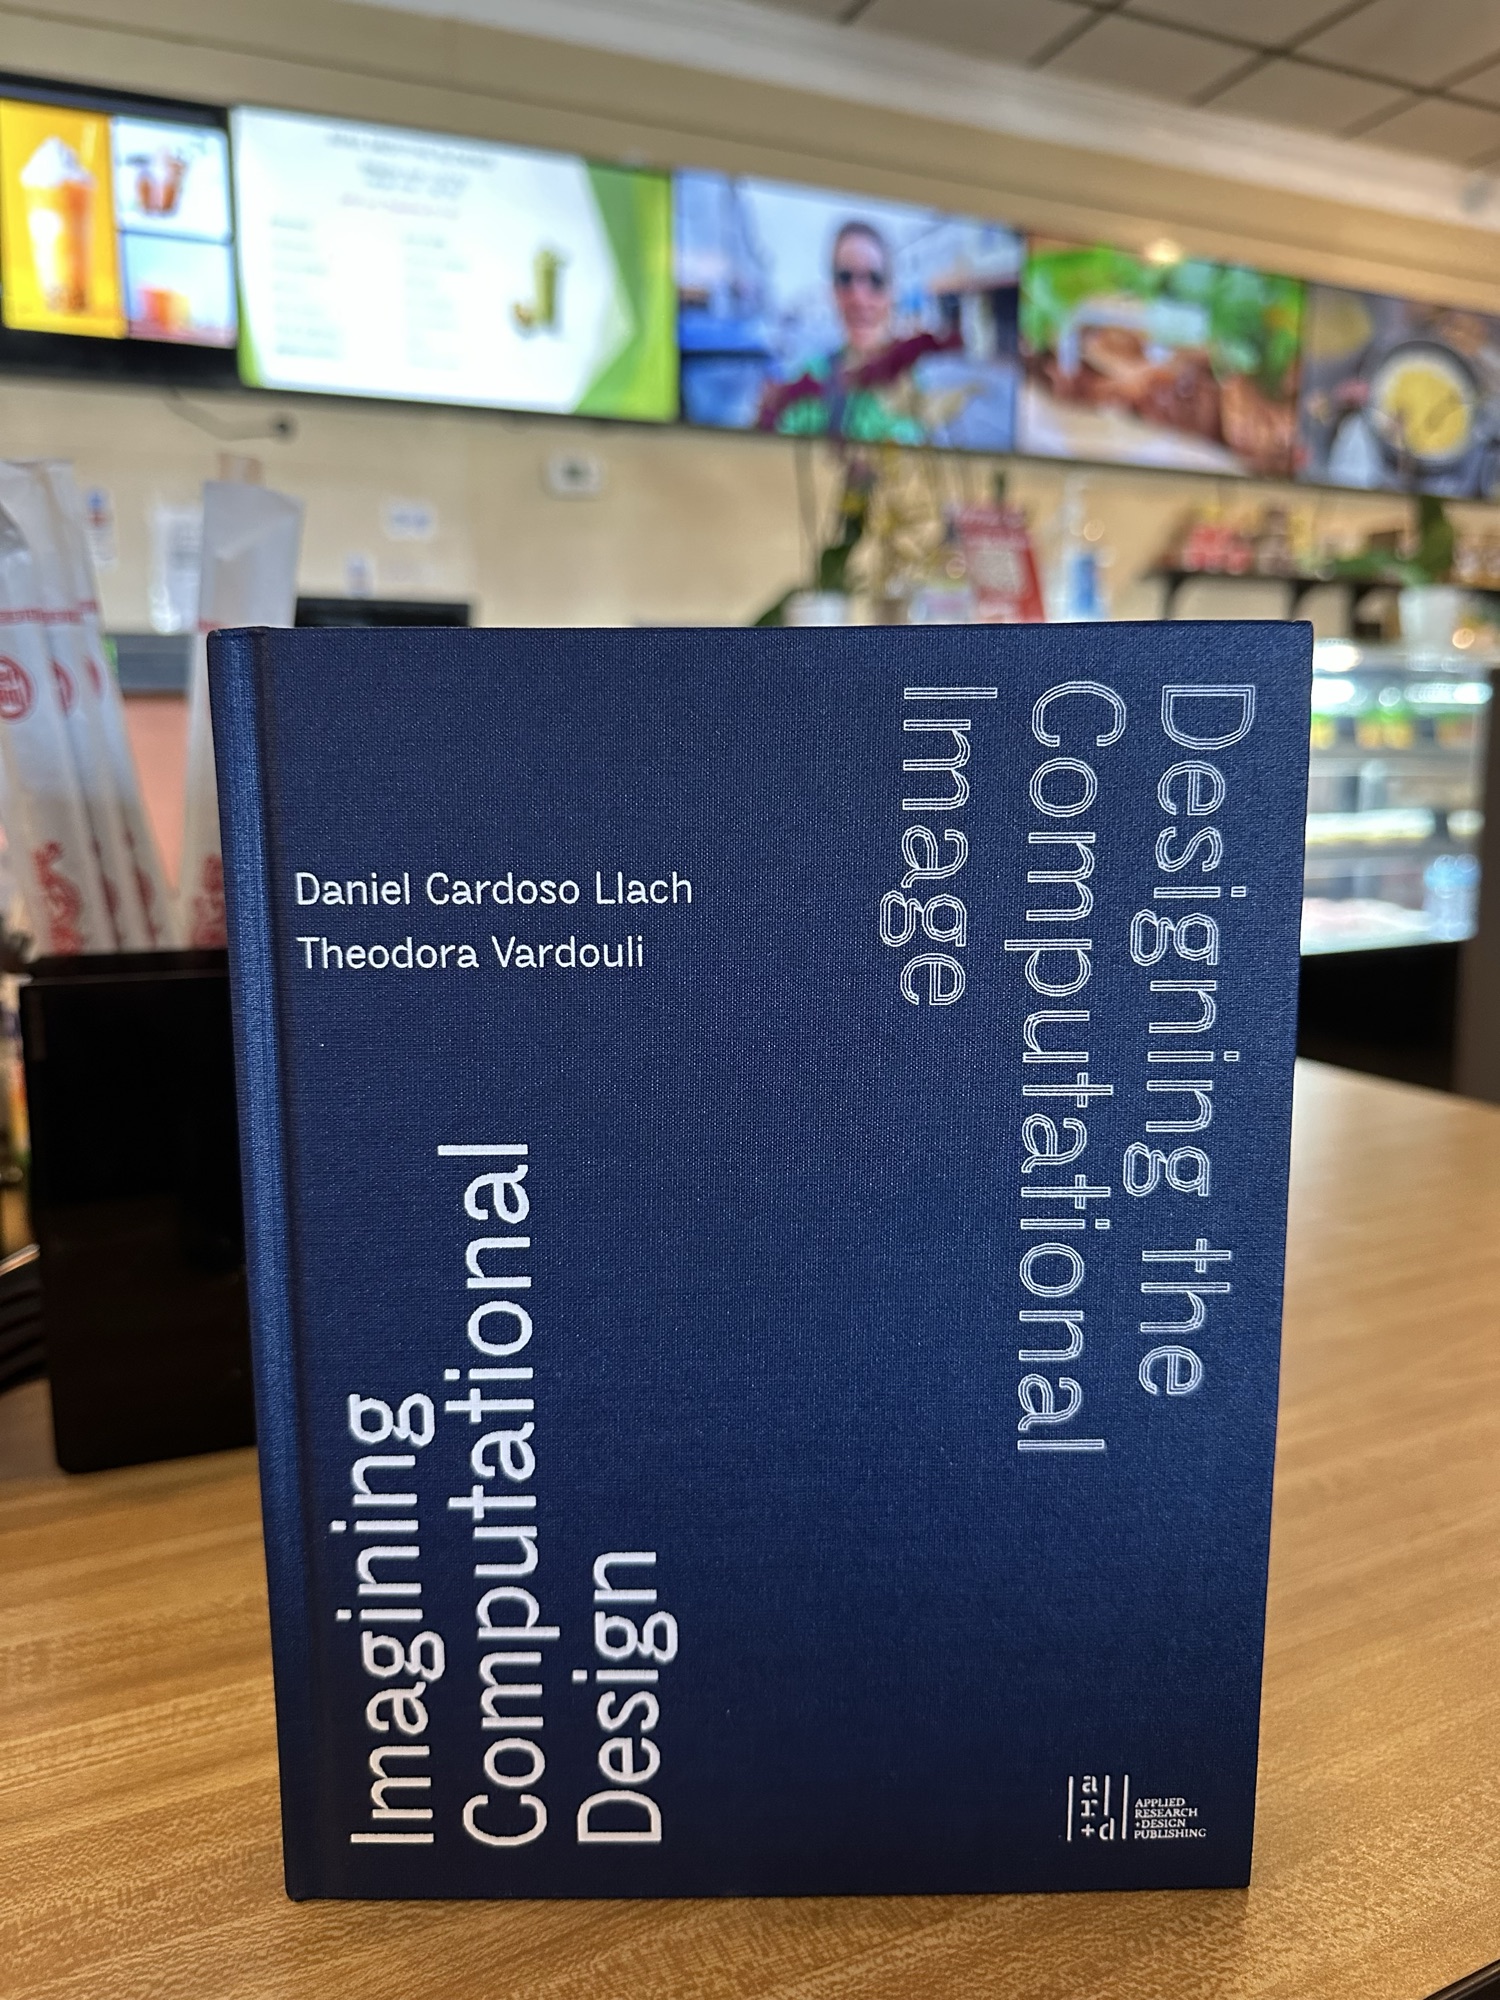 Daniel Cardoso Llach
Theodora Vardouli
Designing the
Computational
Image
Imagining
Computational
Design
a
r
+d
APPLIED
RESEARCH
+DESIGN
PUBLISHING